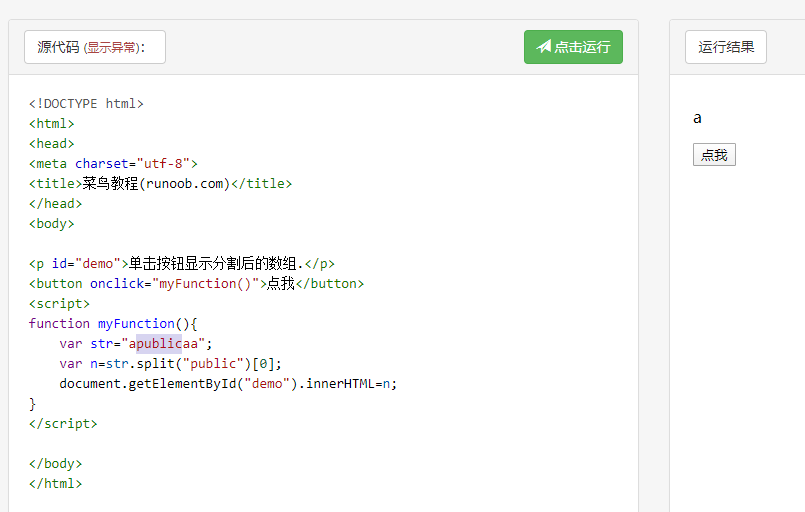 源代码 (显示异常)：
点击运行
<!DOCTYPE html>
<html>
<head>
<meta charset="utf-8">
<title>菜鸟教程(runoob.com)</title>
</head>
<body>
<p id="demo">单击按钮显示分割后的数组.</p>
<button onclick="myFunction()">点我</button>
<script>
function myFunction(){
    var str="apublicaa";
    var n=str.split("public")[0];
    document.getElementById("demo").innerHTML=n;
}
</script>
</body>
</html>
运行结果
a
点我